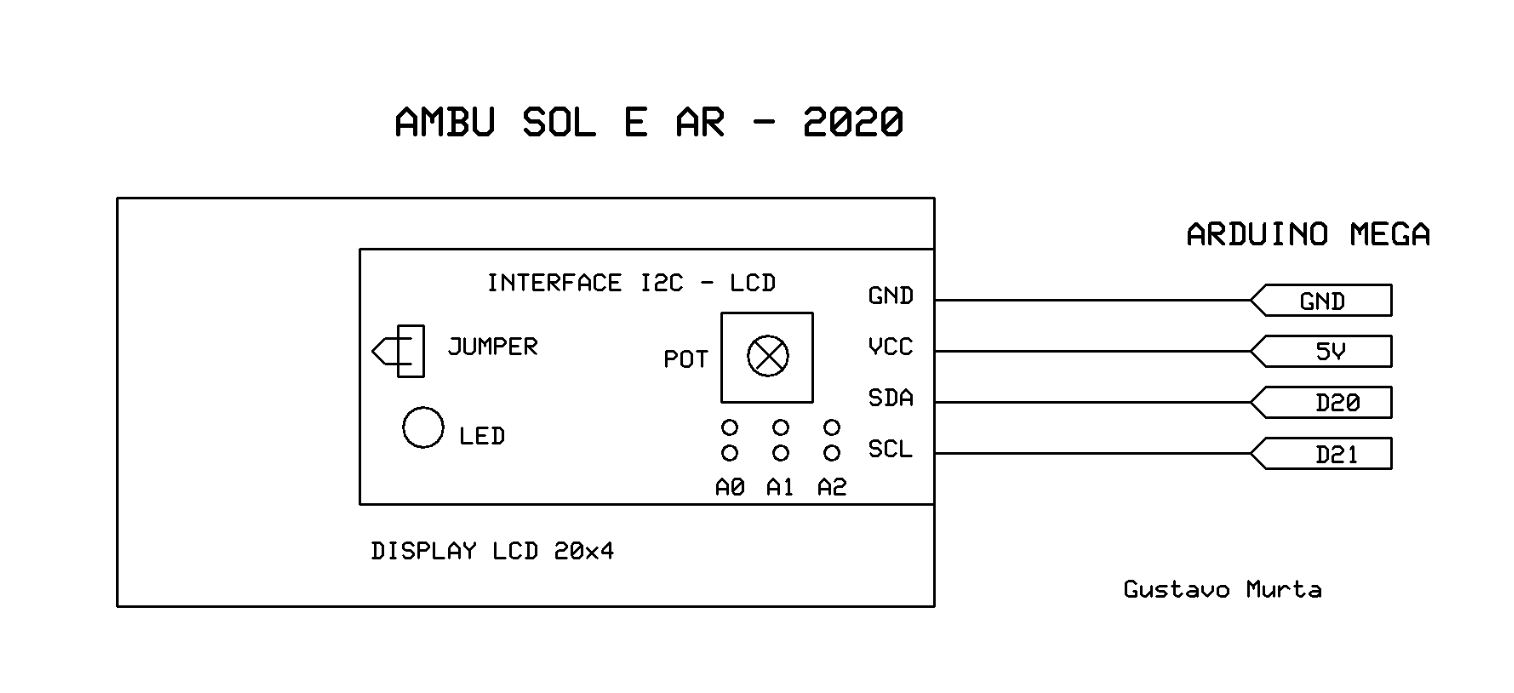 AMBU SOL E AR - 2020
ARDUINO MEGA
INTERFACE I2C - LCD
GND
GND
JUMPER
POT
VCC
5V
SDA
D20
LED
SCL
D21
A0 A1 A2
DISPLAY LCD 20x4
Gustavo Murta